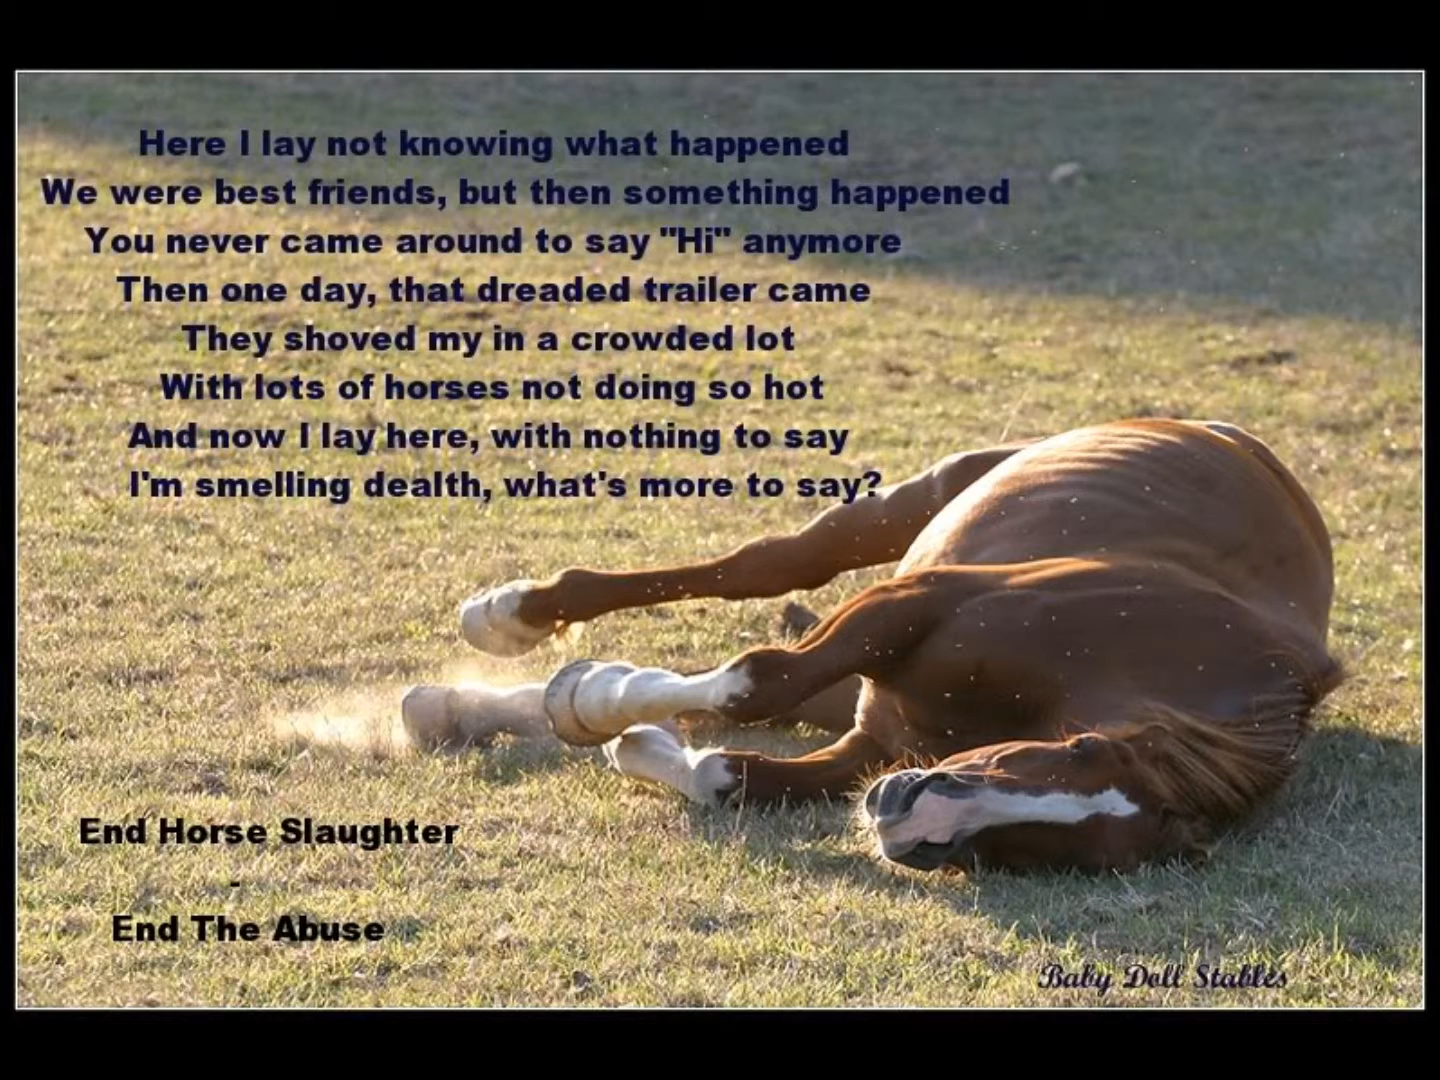 Here I lay not knowing what happened
We were best friends, but then something happened
You never came around to say "Hi" anymore
Then one day, that dreaded trailer came
They shoved my in a crowded lot
With lots of horses not doing so hot
And now I lay here, with nothing to say
I'm smelling dealth, what's more to say?
End Horse Slaughter
-
End The Abuse
Baby Doll Stables